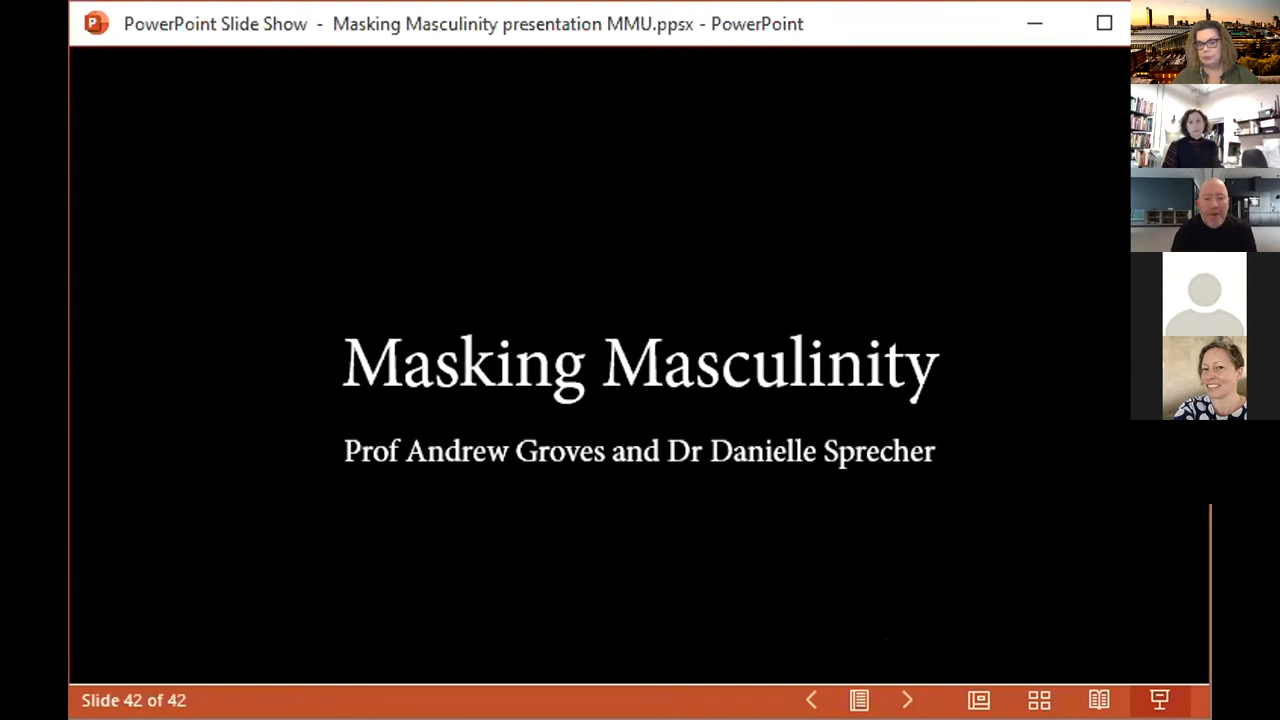 PowerPoint Slide Show - Masking Masculinity presentation MMU.ppsx - PowerPoint
Masking Masculinity
Prof Andrew Groves and Dr Danielle Sprecher
Slide 42 of 42